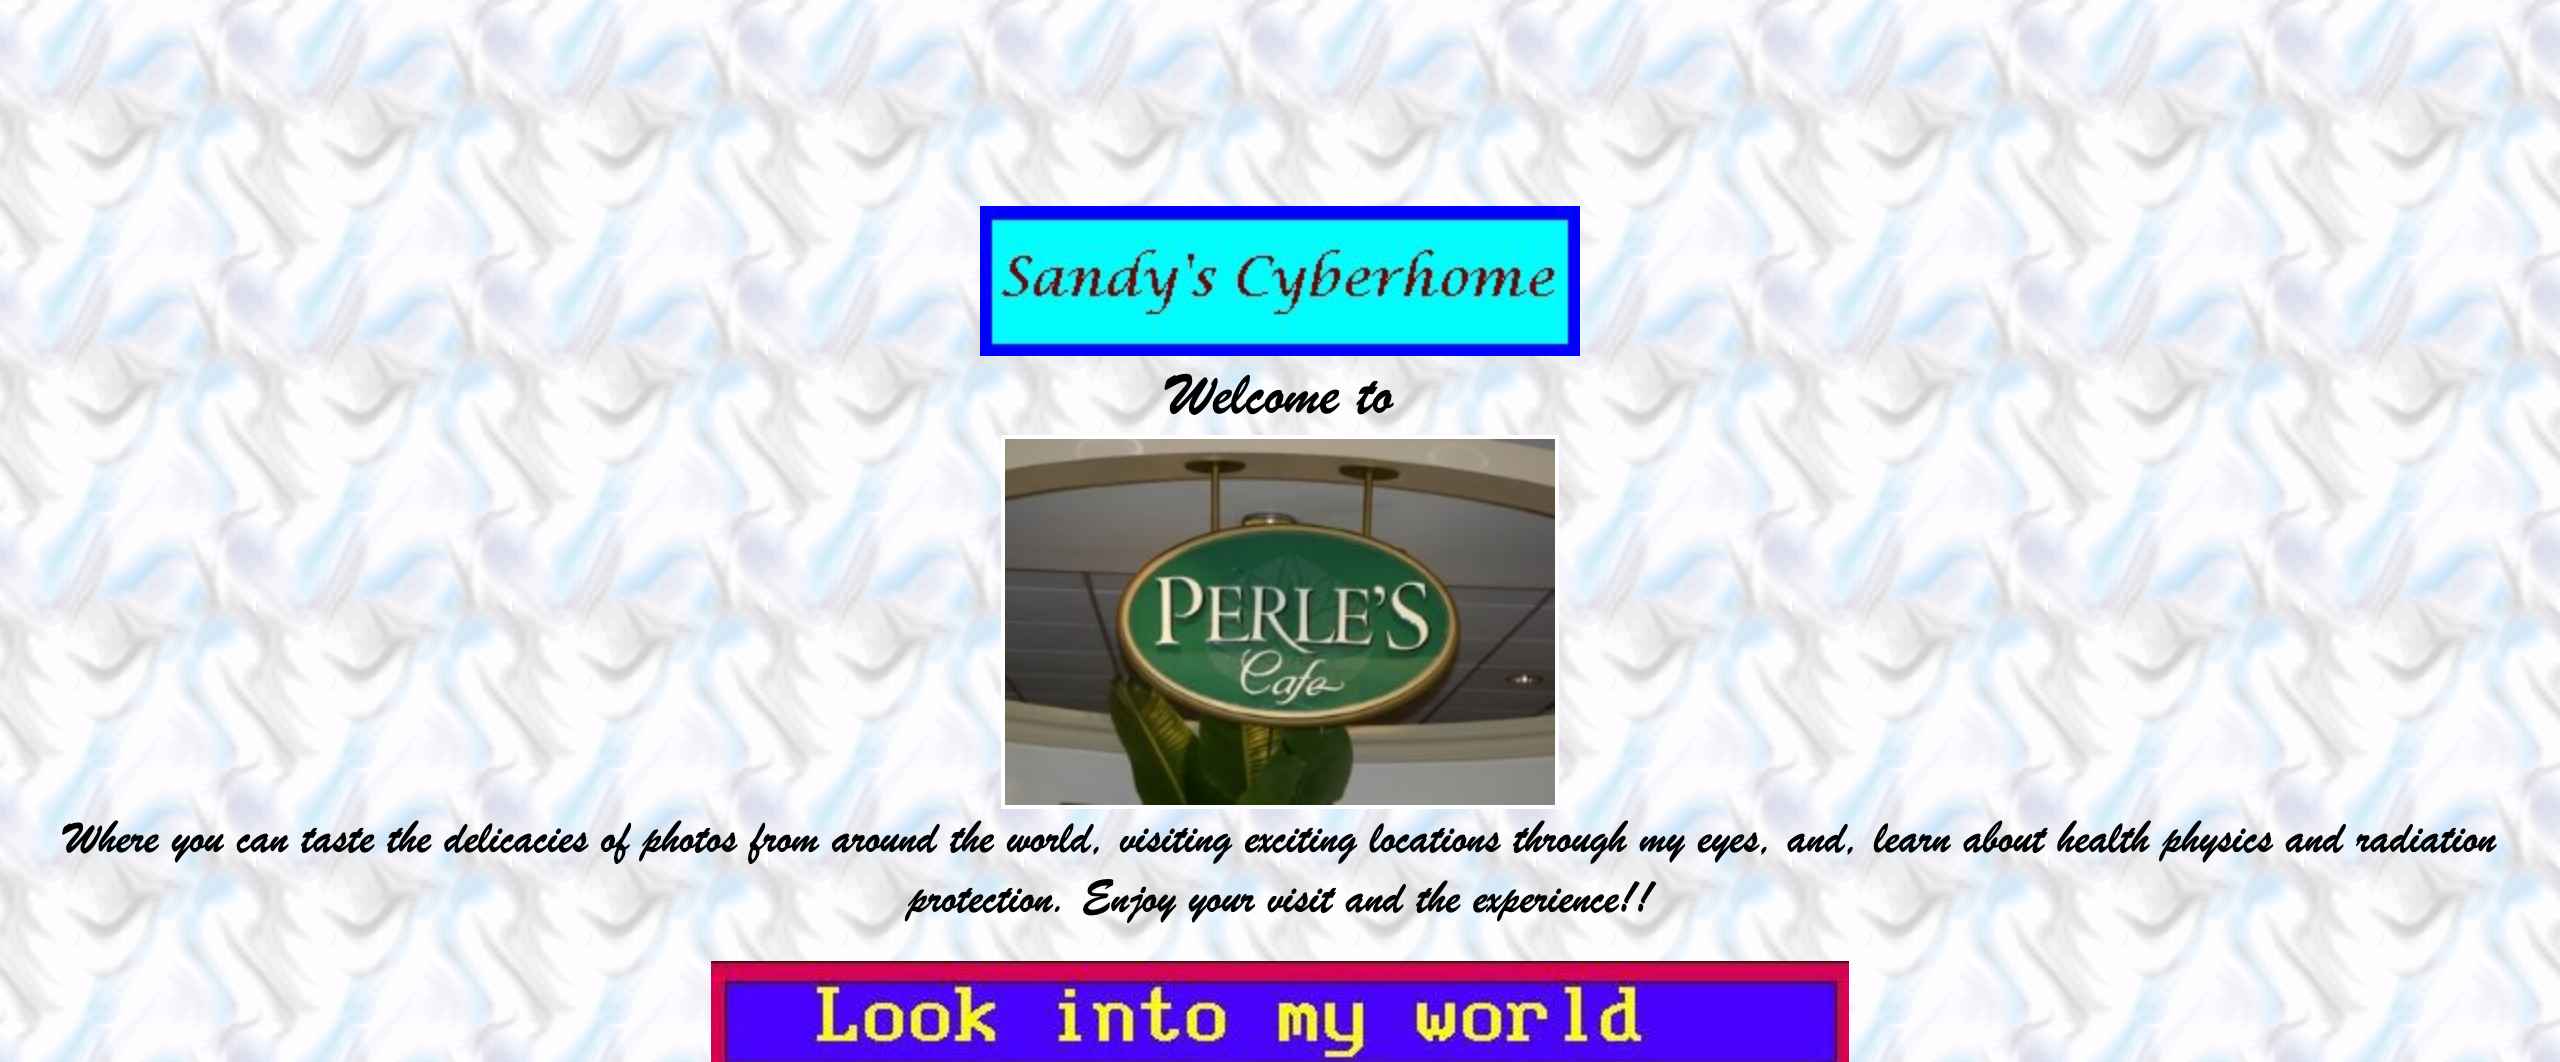 Sandy's Cyberhome
Welcome to
PERLE'S
Cafe
Where you can taste the delicacies of photos from around the world, visiting exciting locations through my eyes, and, learn about health physics and radiation
protection. Enjoy your visit and the experience!!
Look into my world